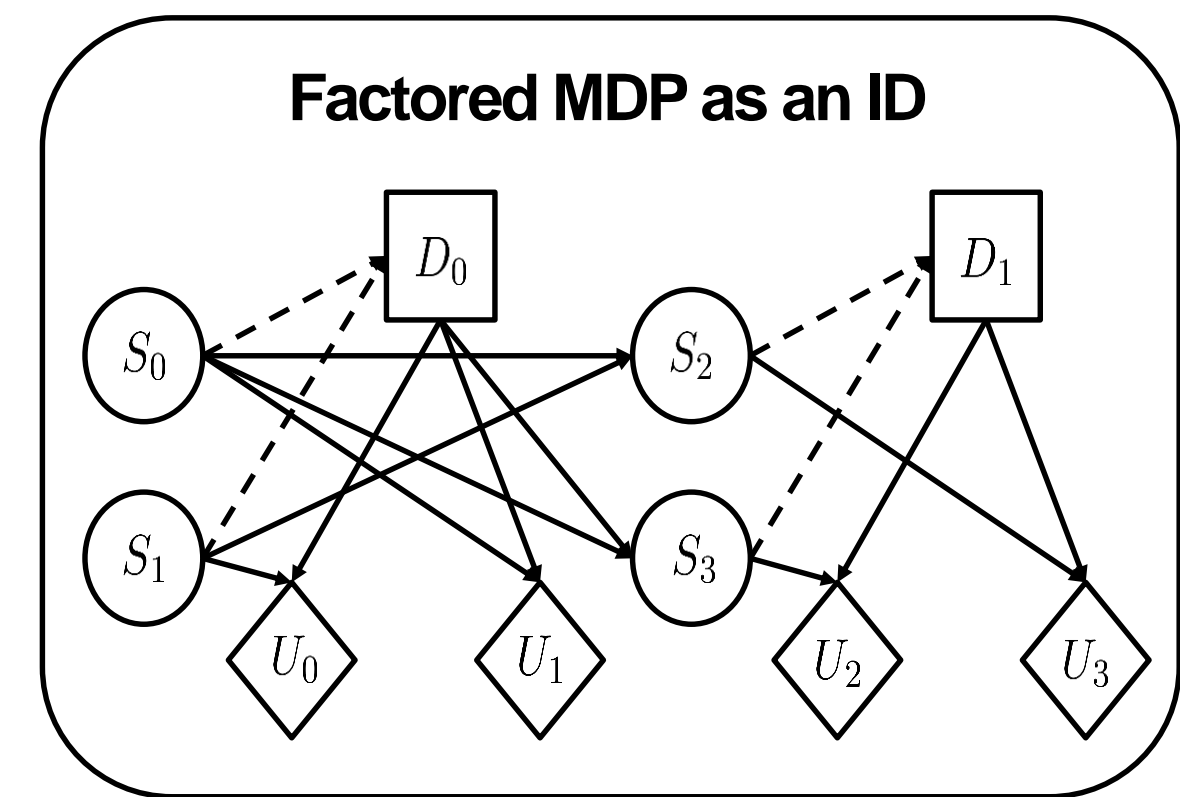 Factored MDP as an ID
D₀ D₁
S₀ S₂
S₁ S₃
U₀ U₁ U₂ U₃